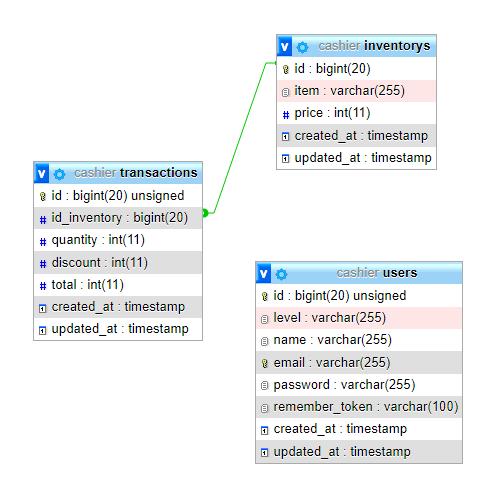 cashier inventorys
id : bigint(20)
item : varchar(255)
price : int(11)
created_at : timestamp
updated_at : timestamp
cashier transactions
id : bigint(20) unsigned
id_inventory : bigint(20)
quantity : int(11)
discount : int(11)
total : int(11)
created_at : timestamp
updated_at : timestamp
cashier users
id : bigint(20) unsigned
level : varchar(255)
name : varchar(255)
email : varchar(255)
password : varchar(255)
remember_token : varchar(100)
created_at : timestamp
updated_at : timestamp